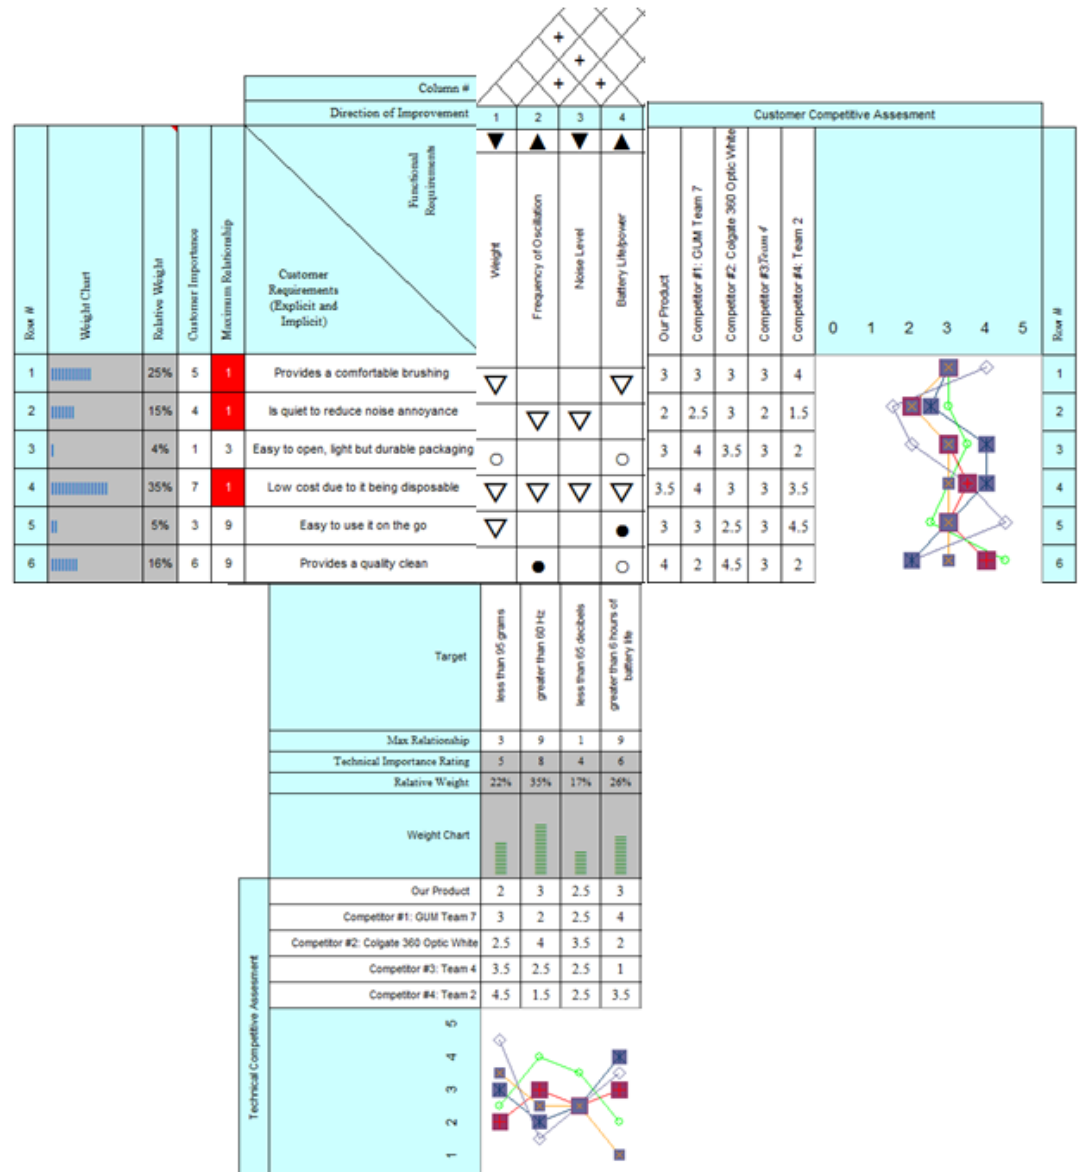 +
+
+ +
Column # 1 2 3 4
Direction of Improvement ▼ ▲ ▼ ▲
Customer Competitive Assesment
Row #
Weight Chart
Relative Weight
Customer Importance
Maximum Relationship
Functional
Requirements
Customer
Requirements
(Explicit and
Implicit)
Weight
Frequency of Oscillation
Noise Level
Battery Life/power
Our Product
Competitor #1: GUM Team 7
Competitor #2: Colgate 360 Optic White
Competitor #3:Team 4
Competitor #4: Team 2
0 1 2 3 4 5
Row #
1 25% 5 1 Provides a comfortable brushing ▽ ▽ 3 3 3 3 4 1
2 15% 4 1 Is quiet to reduce noise annoyance ▽ ▽ 2 2.5 3 2 1.5 2
3 4% 1 3 Easy to open, light but durable packaging ○ ○ 3 4 3.5 3 2 3
4 35% 7 1 Low cost due to it being disposable ▽ ▽ ▽ ▽ 3.5 4 3 3 3.5 4
5 5% 3 9 Easy to use it on the go ▽ ● 3 3 2.5 3 4.5 5
6 16% 6 9 Provides a quality clean ● ○ 4 2 4.5 3 2 6
Target
less than 95 grams
greater than 60 Hz
less than 65 decibels
greater than 6 hours of
battery life
Max Relationship 3 9 1 9
Technical Importance Rating 5 8 4 6
Relative Weight 22% 35% 17% 26%
Weight Chart
Technical Competitive Assesment
Our Product 2 3 2.5 3
Competitor #1: GUM Team 7 3 2 2.5 4
Competitor #2: Colgate 360 Optic White 2.5 4 3.5 2
Competitor #3: Team 4 3.5 2.5 2.5 1
Competitor #4: Team 2 4.5 1.5 2.5 3.5
5
4
3
2
1